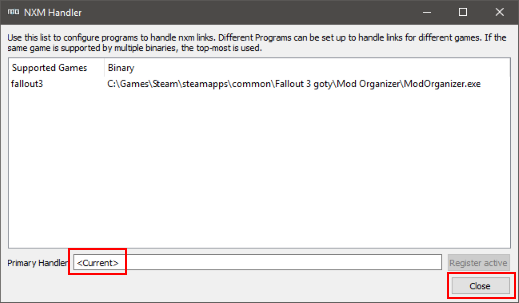 NXM Handler
Use this list to configure programs to handle nxm links. Different Programs can be set up to handle links for different games. If the
same game is supported by multiple binaries, the top-most is used.
Supported Games Binary
fallout3 C:\Games\Steam\steamapps\common\Fallout 3 goty\Mod Organizer\ModOrganizer.exe
Primary Handler <Current> Register active
Close